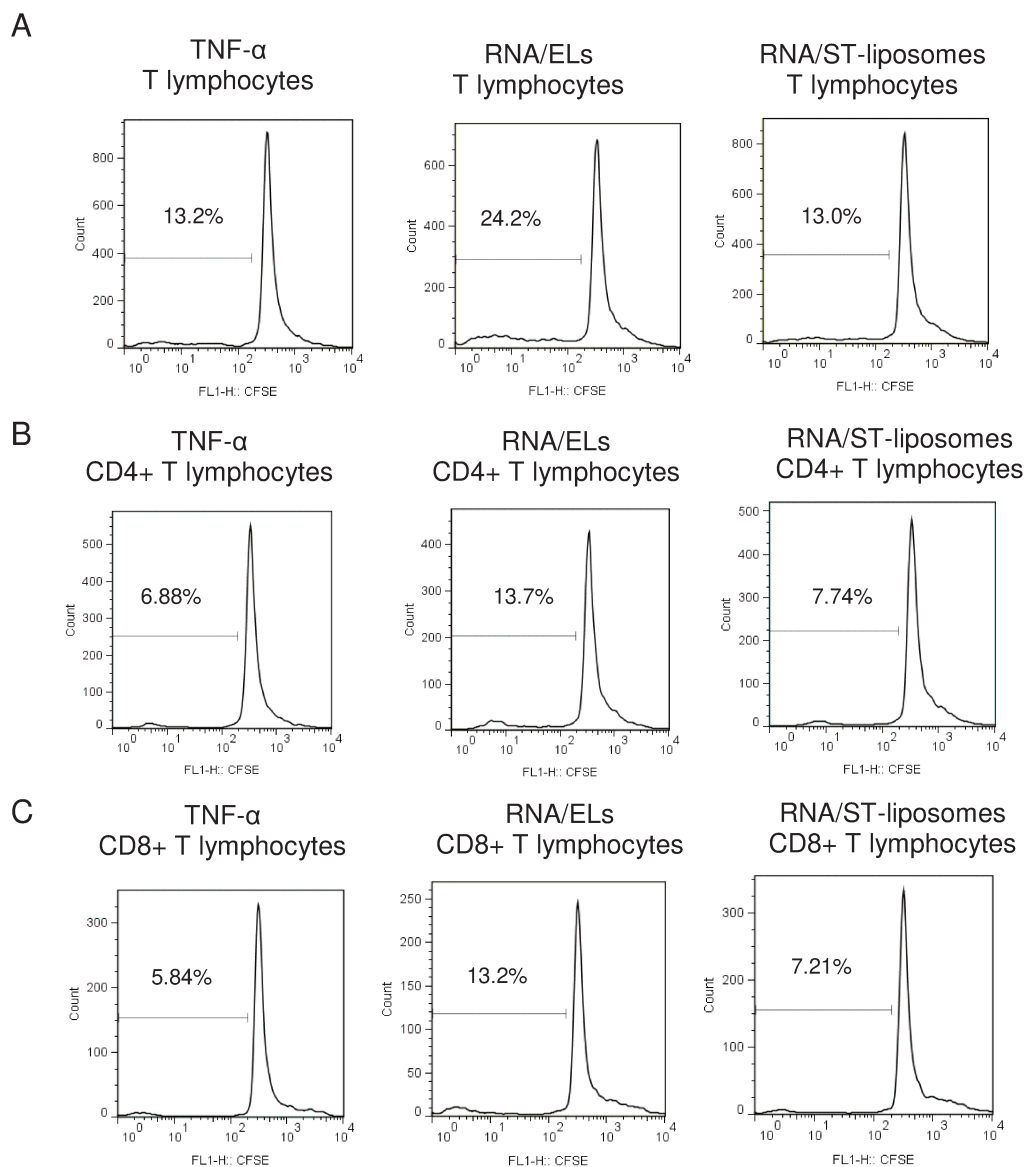 A
TNF-α
T lymphocytes
RNA/ELs
T lymphocytes
RNA/ST-liposomes
T lymphocytes
Count
800
600
400
200
0
13.2%
10^0 10^1 10^2 10^3 10^4
FL1-H:: CFSE
Count
600
400
200
0
24.2%
10^0 10^1 10^2 10^3 10^4
FL1-H:: CFSE
Count
800
600
400
200
0
13.0%
10^0 10^1 10^2 10^3 10^4
FL1-H:: CFSE
B
TNF-α
CD4+ T lymphocytes
RNA/ELs
CD4+ T lymphocytes
RNA/ST-liposomes
CD4+ T lymphocytes
Count
500
400
300
200
100
0
6.88%
10^0 10^1 10^2 10^3 10^4
FL1-H:: CFSE
Count
400
300
200
100
0
13.7%
10^0 10^1 10^2 10^3 10^4
FL1-H:: CFSE
Count
500
400
300
200
100
0
7.74%
10^0 10^1 10^2 10^3 10^4
FL1-H:: CFSE
C
TNF-α
CD8+ T lymphocytes
RNA/ELs
CD8+ T lymphocytes
RNA/ST-liposomes
CD8+ T lymphocytes
Count
300
200
100
0
5.84%
10^0 10^1 10^2 10^3 10^4
FL1-H:: CFSE
Count
250
200
150
100
50
0
13.2%
10^0 10^1 10^2 10^3 10^4
FL1-H:: CFSE
Count
300
200
100
0
7.21%
10^0 10^1 10^2 10^3 10^4
FL1-H:: CFSE